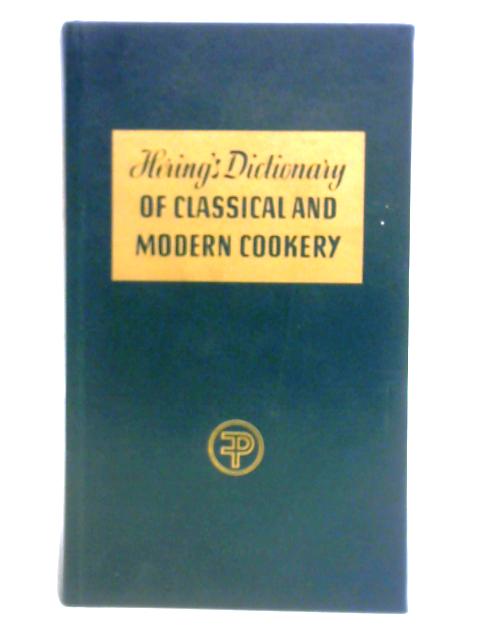 Hering's Dictionary
OF CLASSICAL AND
MODERN COOKERY